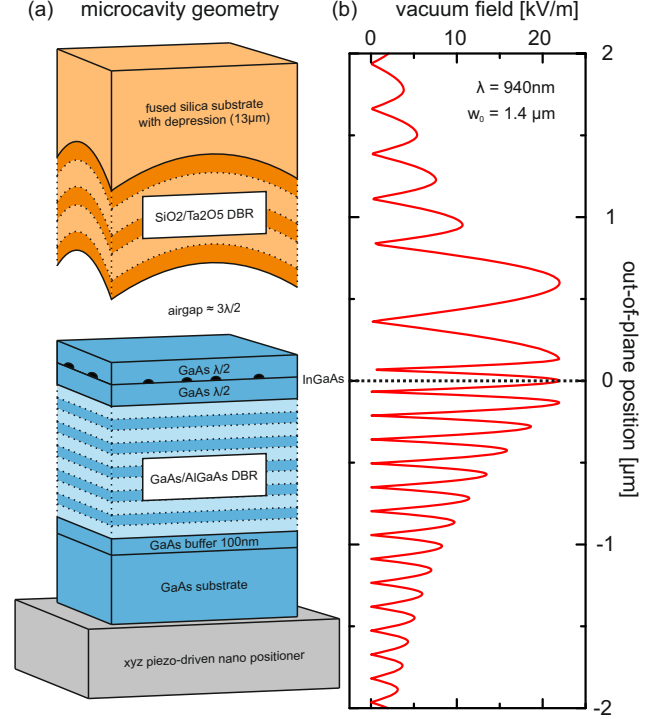 (a) microcavity geometry
fused silica substrate
with depression (13µm)
SiO2/Ta2O5 DBR
airgap ≈ 3λ/2
GaAs λ/2
GaAs λ/2
InGaAs
GaAs/AlGaAs DBR
GaAs buffer 100nm
GaAs substrate
xyz piezo-driven nano positioner
(b) vacuum field [kV/m]
0 10 20
λ = 940nm
w₀ = 1.4 µm
2
1
0
-1
-2
out-of-plane position [µm]